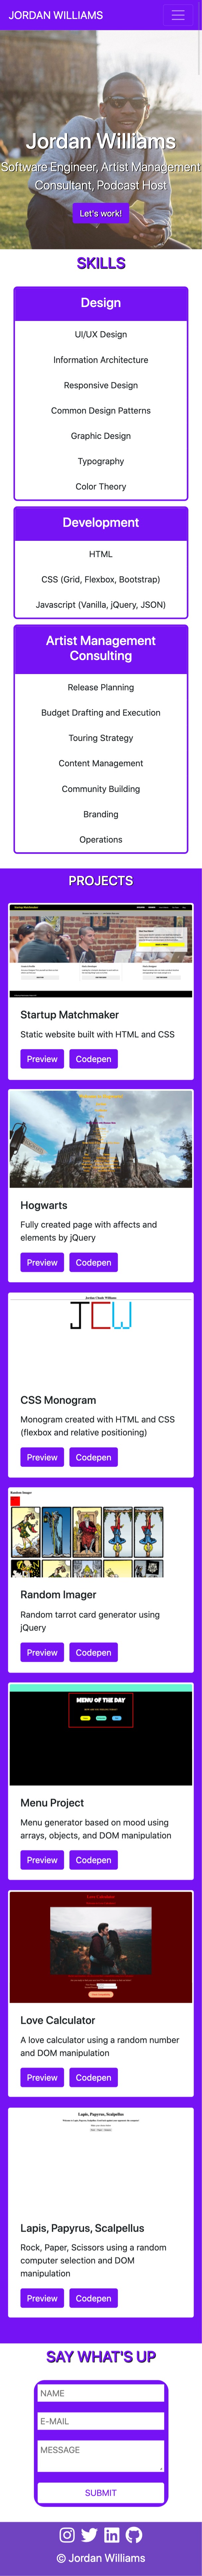 JORDAN WILLIAMS
Jordan Williams
Software Engineer, Artist Management
Consultant, Podcast Host
Let's work!
SKILLS
Design
UI/UX Design
Information Architecture
Responsive Design
Common Design Patterns
Graphic Design
Typography
Color Theory
Development
HTML
CSS (Grid, Flexbox, Bootstrap)
Javascript (Vanilla, jQuery, JSON)
Artist Management
Consulting
Release Planning
Budget Drafting and Execution
Touring Strategy
Content Management
Community Building
Branding
Operations
PROJECTS
Startup Matchmaker
Startup Matchmaker
Static website built with HTML and CSS
Preview Codepen
Hogwarts
Fully created page with affects and
elements by jQuery
Preview Codepen
Jordan Claude Williams
JCW
CSS Monogram
Monogram created with HTML and CSS
(flexbox and relative positioning)
Preview Codepen
Random Imager
Random Imager
Random tarrot card generator using
jQuery
Preview Codepen
MENU OF THE DAY
Menu Project
Menu generator based on mood using
arrays, objects, and DOM manipulation
Preview Codepen
Love Calculator
Love Calculator
A love calculator using a random number
and DOM manipulation
Preview Codepen
Lapis, Papyrus, Scalpellus
Lapis, Papyrus, Scalpellus
Rock, Paper, Scissors using a random
computer selection and DOM
manipulation
Preview Codepen
SAY WHAT'S UP
NAME
E-MAIL
MESSAGE
SUBMIT
© Jordan Williams